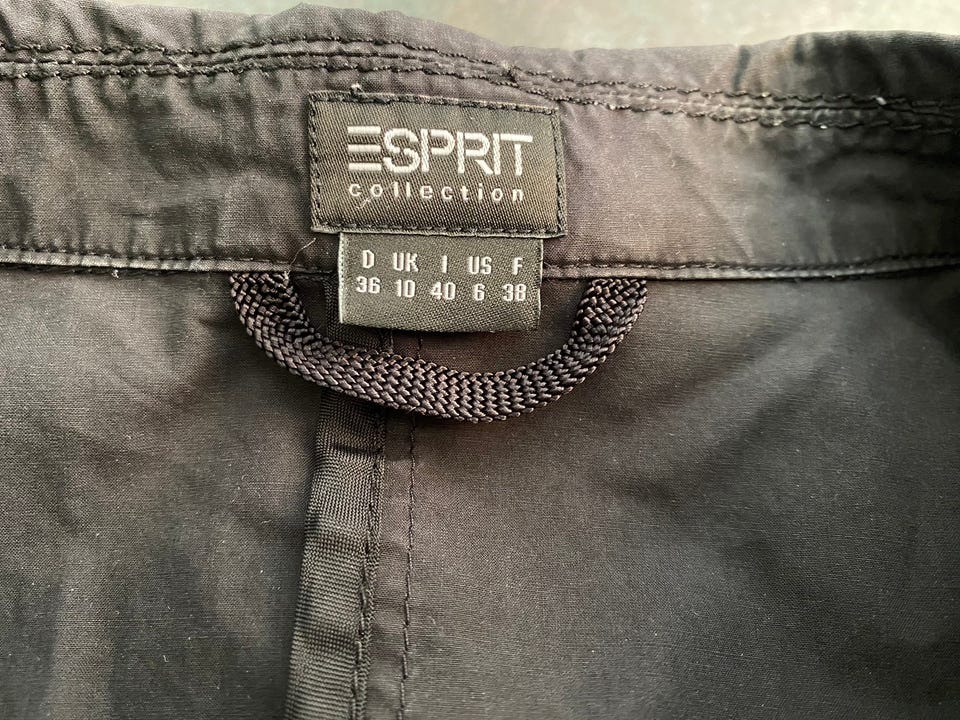 ESPRIT
collection
D UK I US F
36 10 40 6 38